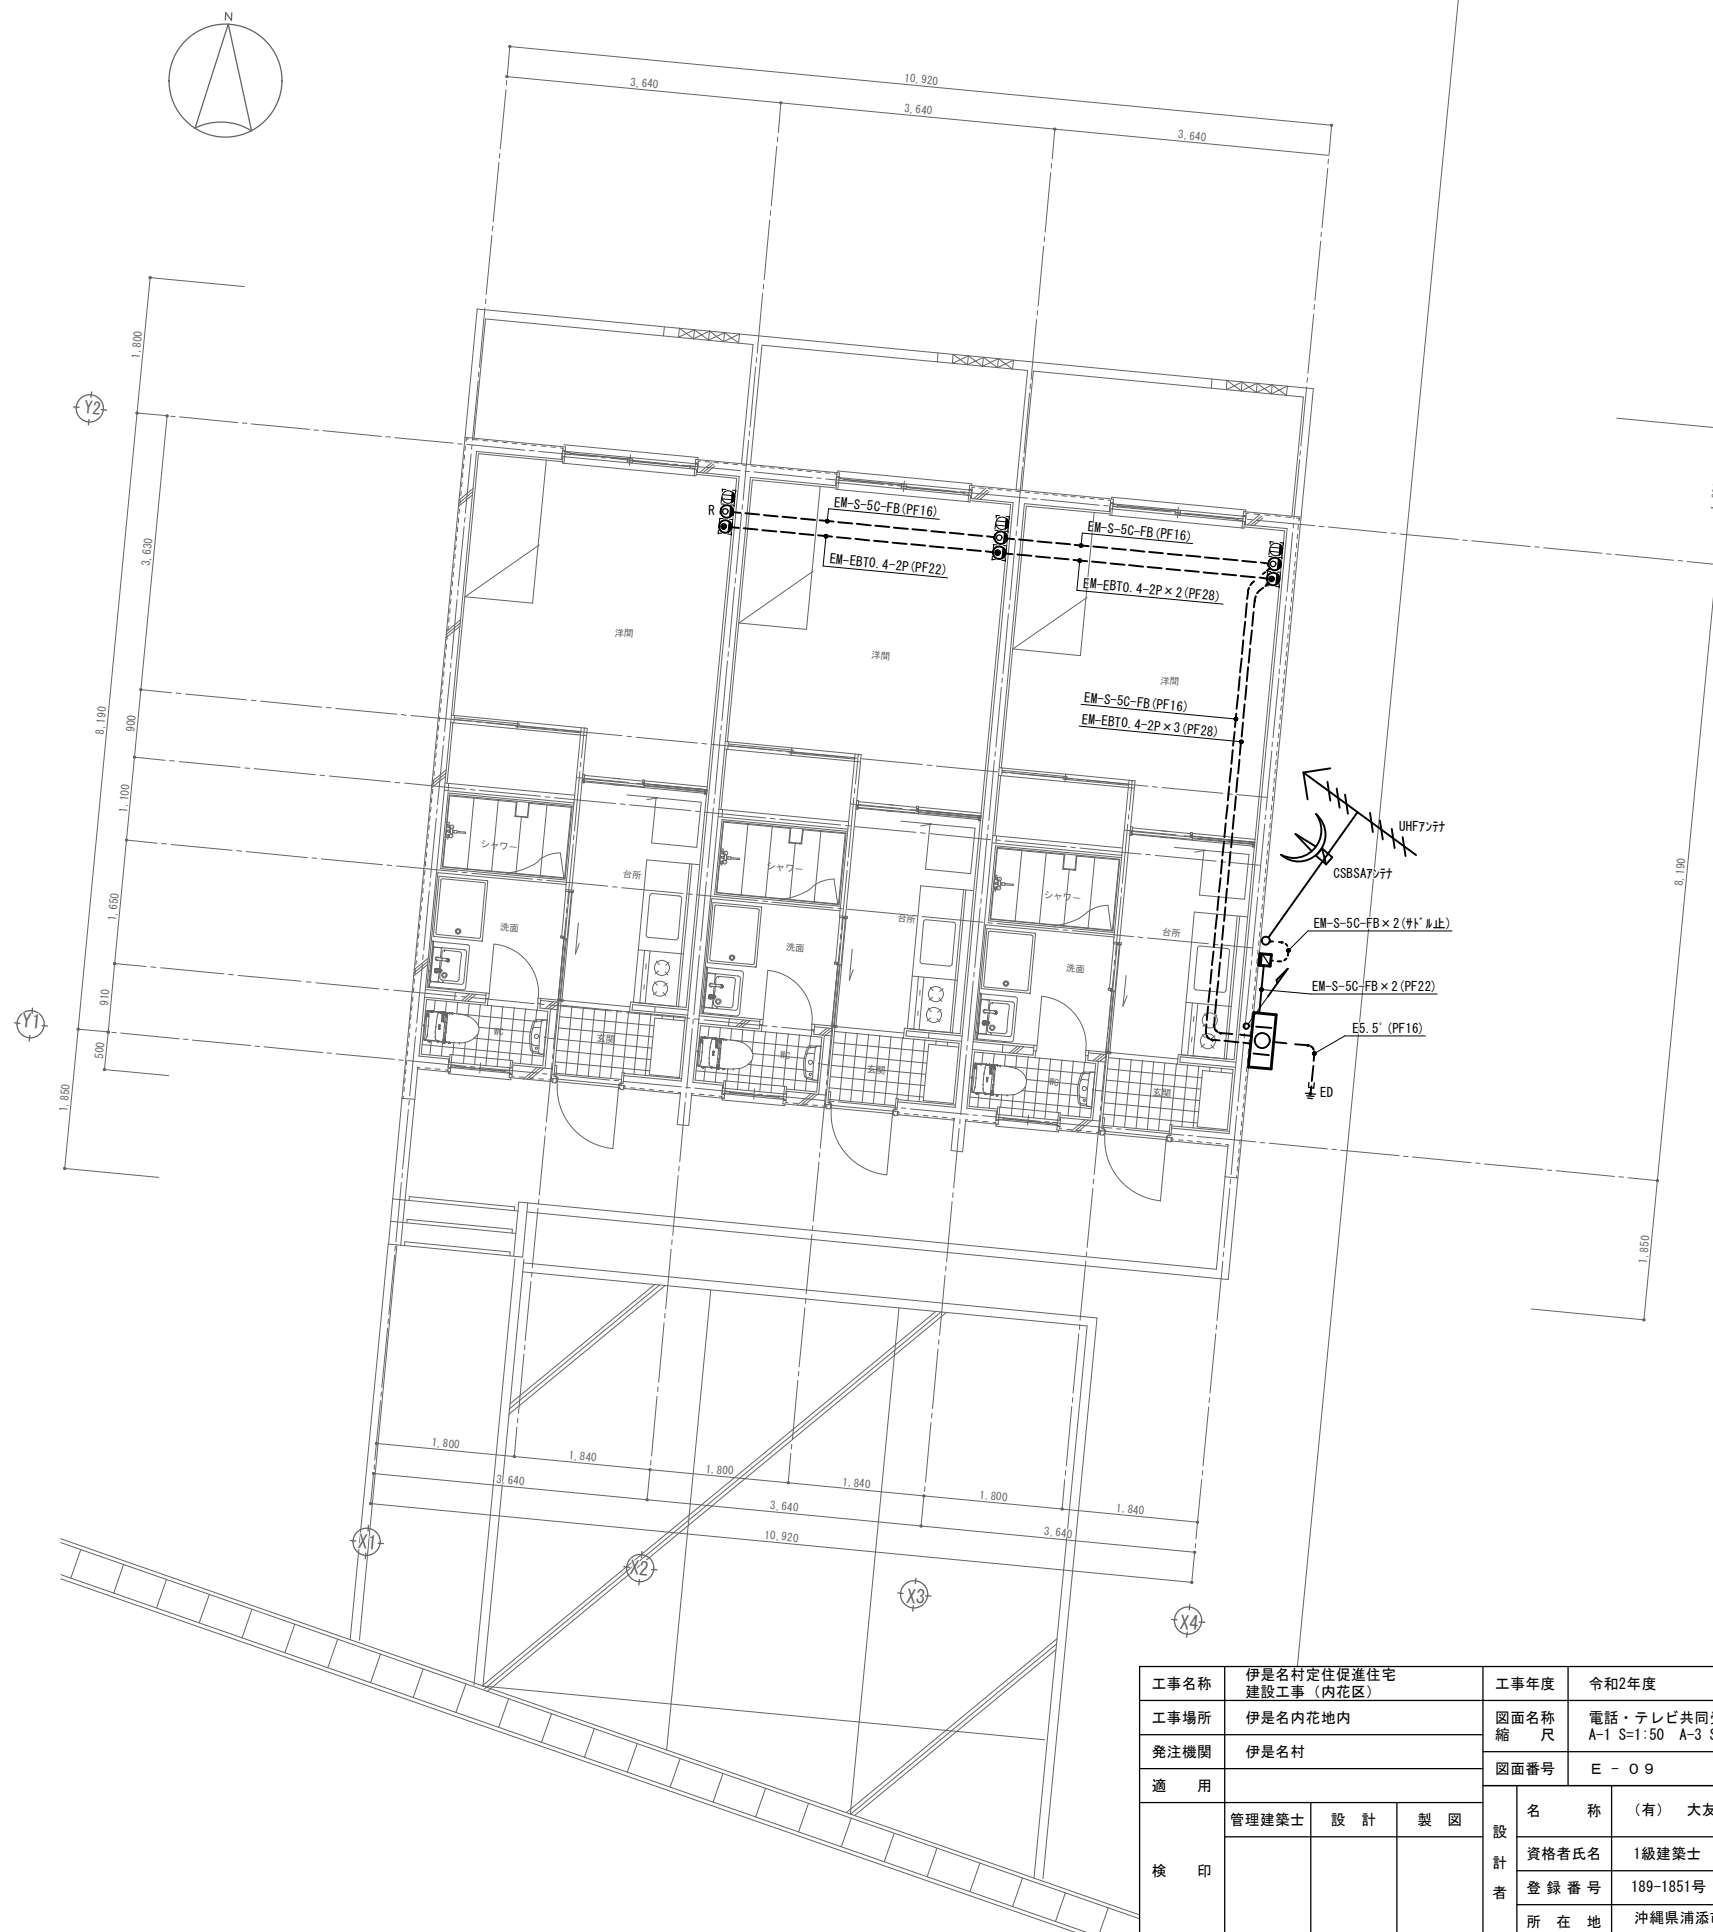 N
10,920
3,640
3,640
3,640
1,800
Y2
R
EM-S-5C-FB(PF16)
EM-EBT0.4-2P(PF22)
EM-S-5C-FB(PF16)
EM-EBT0.4-2P×2(PF28)
3,630
洋間
洋間
洋間
EM-S-5C-FB(PF16)
EM-EBT0.4-2P×3(PF28)
8,190
900
1,100
1,650
910
500
1,850
Y1
UHFアンテナ
CSBSAアンテナ
EM-S-5C-FB×2(サドル止)
EM-S-5C-FB×2(PF22)
E5.5°(PF16)
ED
8,190
1,850
シャワー
シャワー
シャワー
台所
台所
台所
洗面
洗面
洗面
WC
WC
WC
玄関
玄関
玄関
1,800
1,840
1,800
1,840
1,800
1,840
3,640
3,640
3,640
10,920
X1
X2
X3
X4
工事名称 伊是名村定住促進住宅
建設工事（内花区）
工事年度 令和2年度
工事場所 伊是名内花地内
図面名称 電話・テレビ共同
縮 尺 A-1 S=1:50 A-3 S
発注機関 伊是名村
図面番号 E - 09
適 用
検 印
管理建築士 設 計 製 図
設計者
名 称 （有） 大友
資格者氏名 1級建築士
登録番号 189-1851号
所 在 地 沖縄県浦添